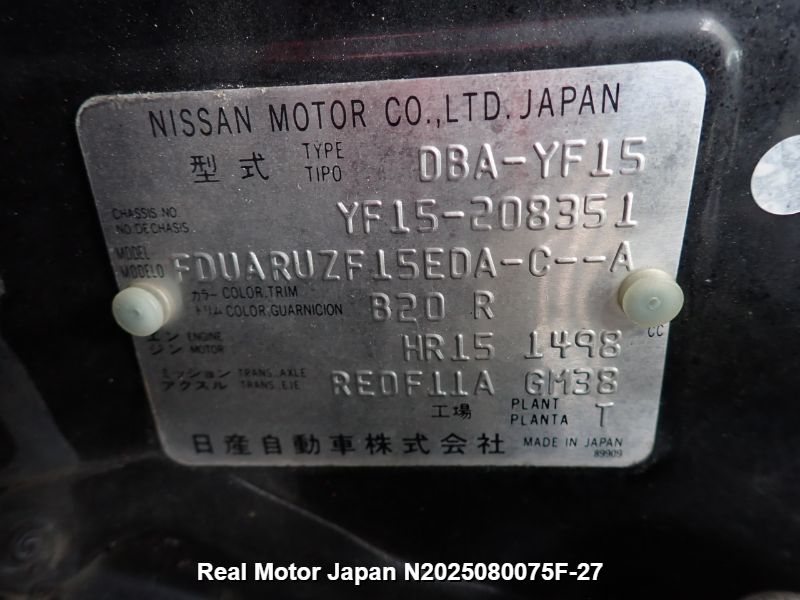 NISSAN MOTOR CO.,LTD. JAPAN
型式 TYPE TIPO DBA-YF15
CHASSIS NO. NO.DE CHASIS. YF15-208351
MODEL MODELO FDUARUZF15EDA-C--A
カラー COLOR,TRIM
トリム COLOR,GUARNICION B20 R
エンジン ENGINE MOTOR HR15 1498 CC
ミッション TRANS. AXLE
アクスル TRANS. EJE RE0F11A GM38
工場 PLANT PLANTA T
日産自動車株式会社 MADE IN JAPAN
89909
Real Motor Japan N2025080075F-27